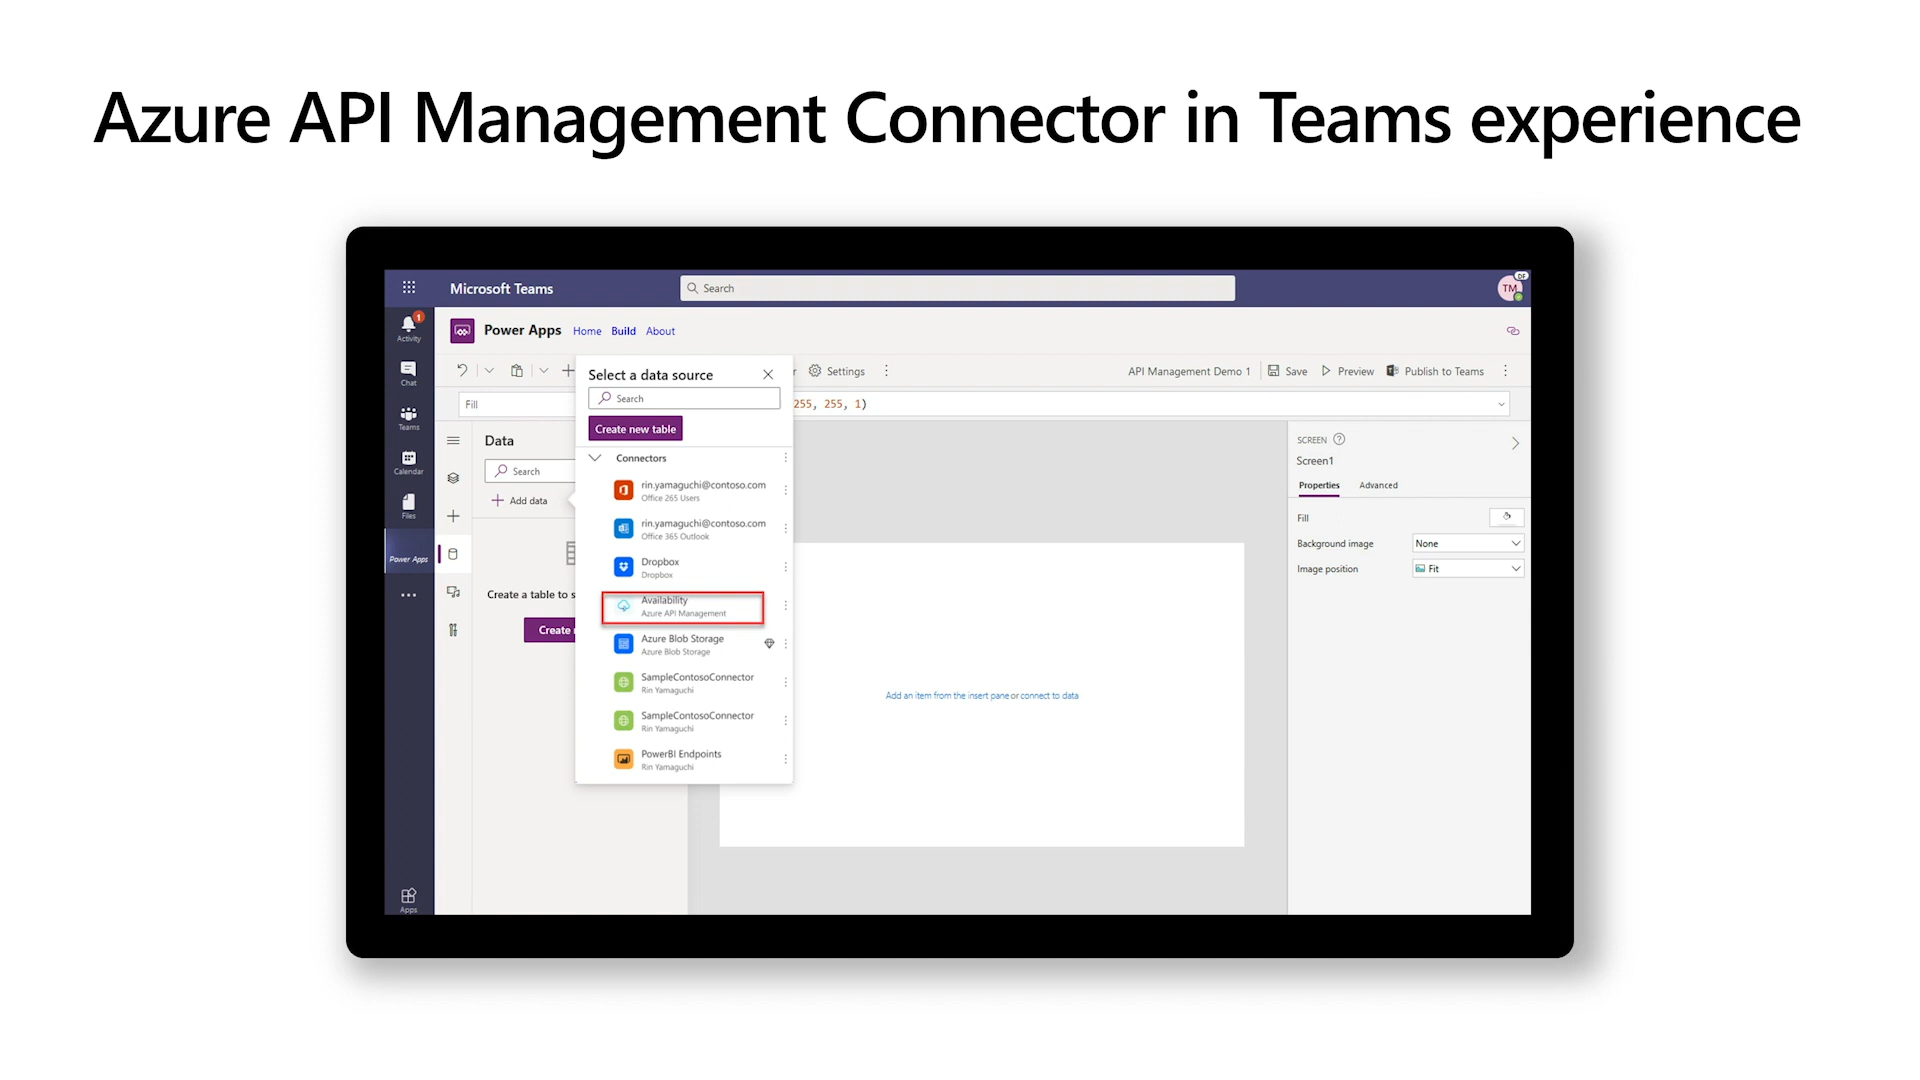 Azure API Management Connector in Teams experience
Microsoft Teams
Search
TM
DF
1
Activity
Chat
Teams
Calendar
Files
Power Apps
Apps
Power Apps Home Build About
Settings
API Management Demo 1
Save
Preview
Publish to Teams
Fill
255, 255, 1)
Data
Search
Add data
Create a table to s
Create
Select a data source
Search
Create new table
Connectors
rin.yamaguchi@contoso.com
Office 265 Users
rin.yamaguchi@contoso.com
Office 365 Outlook
Dropbox
Dropbox
Availability
Azure API Management
Azure Blob Storage
Azure Blob Storage
SampleContosoConnector
Rin Yamaguchi
SampleContosoConnector
Rin Yamaguchi
PowerBI Endpoints
Rin Yamaguchi
Add an item from the insert pane or connect to data
SCREEN
Screen1
Properties Advanced
Fill
Background image None
Image position Fit